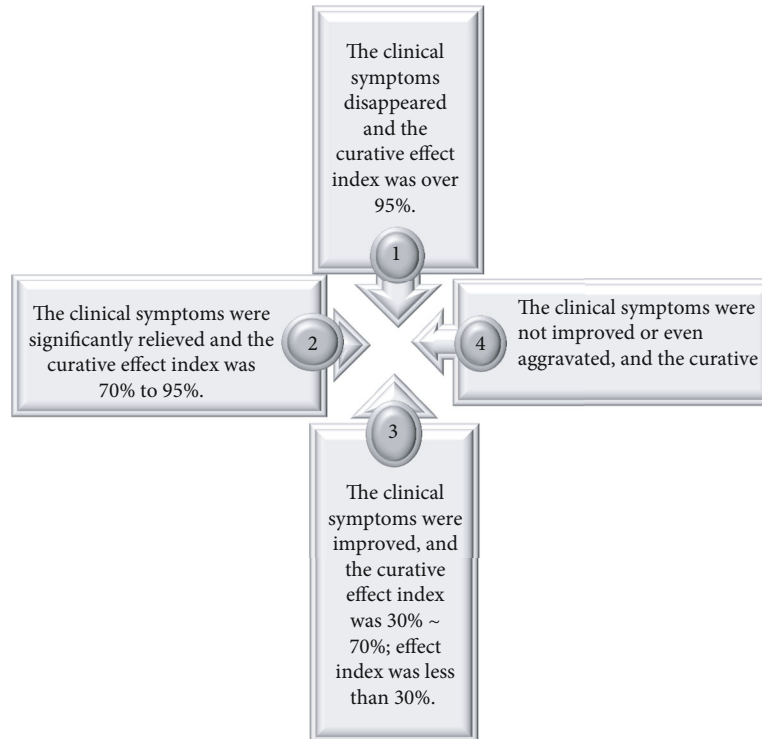 The clinical
symptoms
disappeared
and the
curative effect
index was over
95%.
1
The clinical symptoms were
significantly relieved and the
curative effect index was
70% to 95%.
2
The clinical symptoms were
not improved or even
aggravated, and the curative
4
3
The clinical
symptoms were
improved, and
the curative
effect index
was 30% ~
70%; effect
index was less
than 30%.